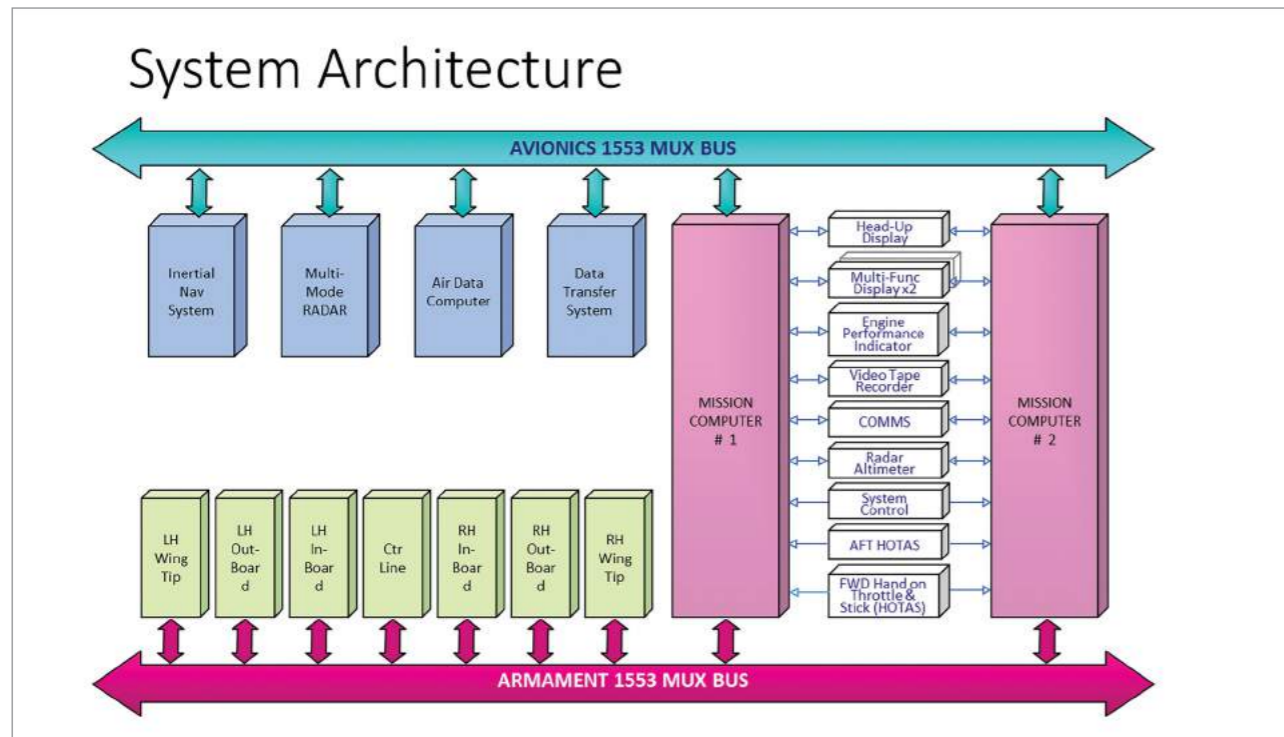 System Architecture
AVIONICS 1553 MUX BUS
Inertial
Nav
System
Multi-
Mode
RADAR
Air Data
Computer
Data
Transfer
System
MISSION
COMPUTER
# 1
Head-Up
Display
Multi-Func
Display x2
Engine
Performance
Indicator
Video Tape
Recorder
COMMS
Radar
Altimeter
System
Control
AFT HOTAS
FWD Hand on
Throttle &
Stick (HOTAS)
MISSION
COMPUTER
# 2
LH
Wing
Tip
LH
Out-
Boar
d
LH
In-
Boar
d
Ctr
Line
RH
In-
Boar
d
RH
Out-
Boar
d
RH
Wing
Tip
ARMAMENT 1553 MUX BUS